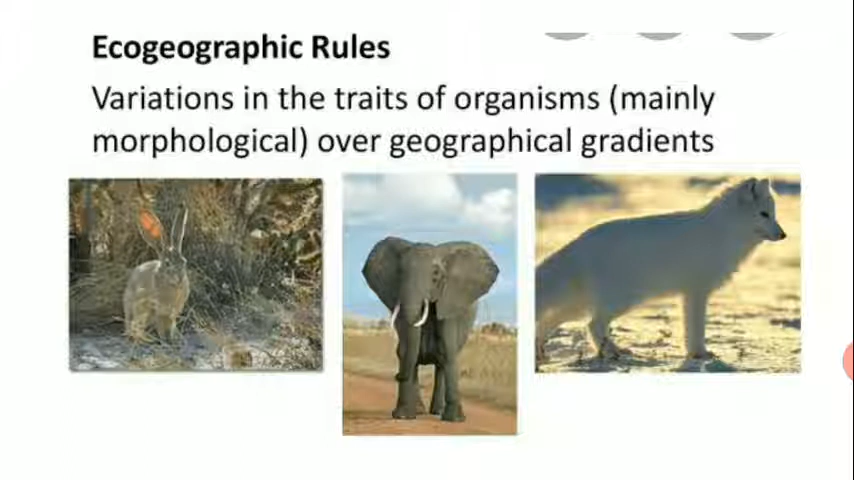 Ecogeographic Rules
Variations in the traits of organisms (mainly
morphological) over geographical gradients